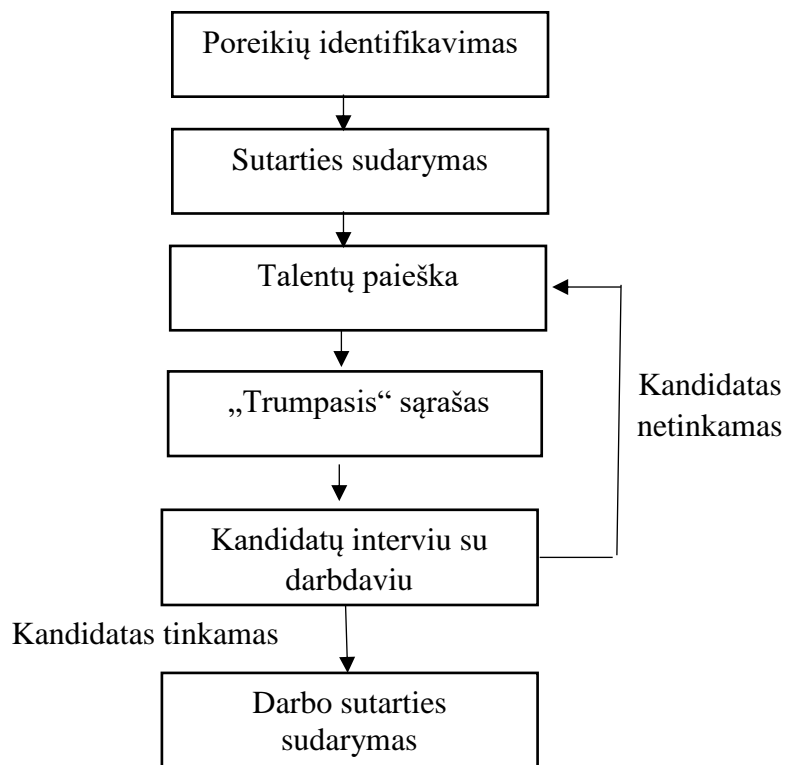 Poreikių identifikavimas
Sutarties sudarymas
Talentų paieška
„Trumpasis“ sąrašas
Kandidatas
netinkamas
Kandidatų interviu su
darbdaviu
Kandidatas tinkamas
Darbo sutarties
sudarymas